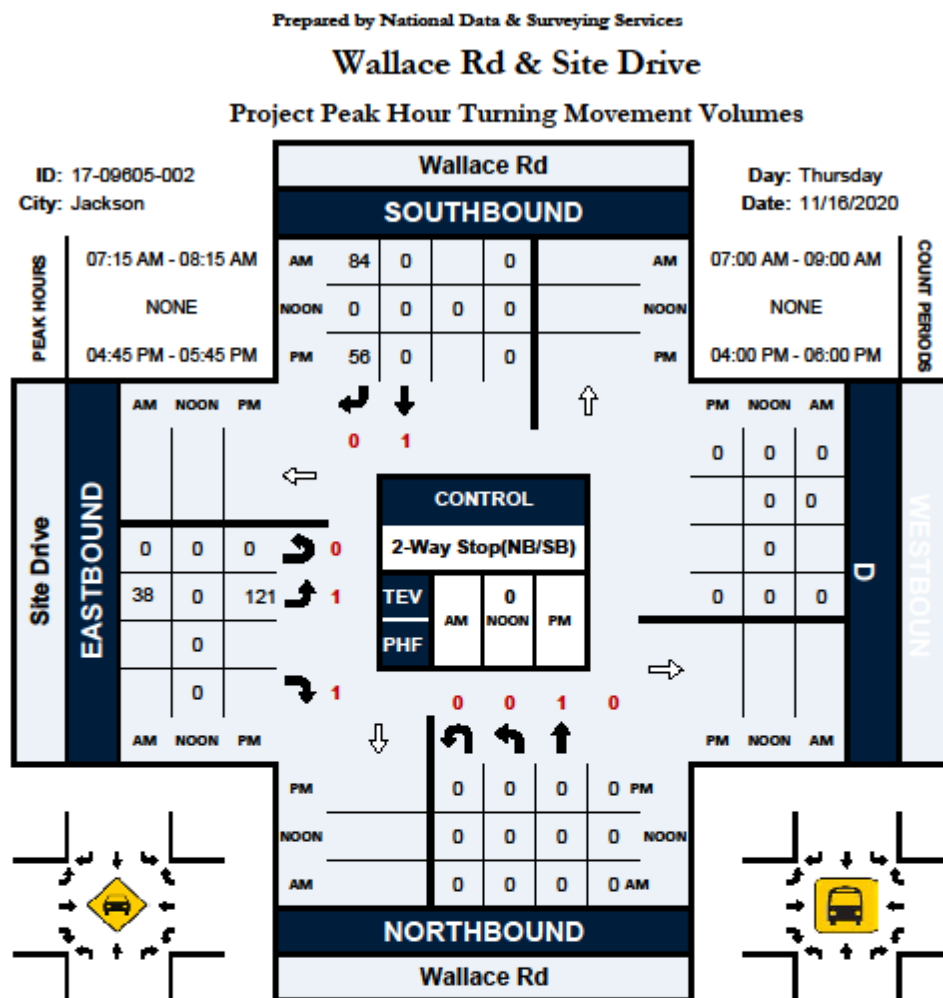 Prepared by National Data & Surveying Services
Wallace Rd & Site Drive
Project Peak Hour Turning Movement Volumes
ID: 17-09605-002
City: Jackson
Day: Thursday
Date: 11/16/2020
PEAK HOURS
07:15 AM - 08:15 AM
NONE
04:45 PM - 05:45 PM
Wallace Rd
SOUTHBOUND
AM 84 0 0 AM
NOON 0 0 0 0 NOON
PM 56 0 0 PM
0 1
07:00 AM - 09:00 AM
NONE
04:00 PM - 06:00 PM
COUNT PERIODS
Site Drive
EASTBOUND
AM NOON PM
0 0 0 0
38 0 121 1
0
0 1
AM NOON PM
CONTROL
2-Way Stop(NB/SB)
TEV
PHF
AM
0
NOON
PM
PM NOON AM
0 0 0
0 0
0
0 0 0
PM NOON AM
WESTBOUN
D
0 0 1 0
PM 0 0 0 0 PM
NOON 0 0 0 0 NOON
AM 0 0 0 0 AM
NORTHBOUND
Wallace Rd